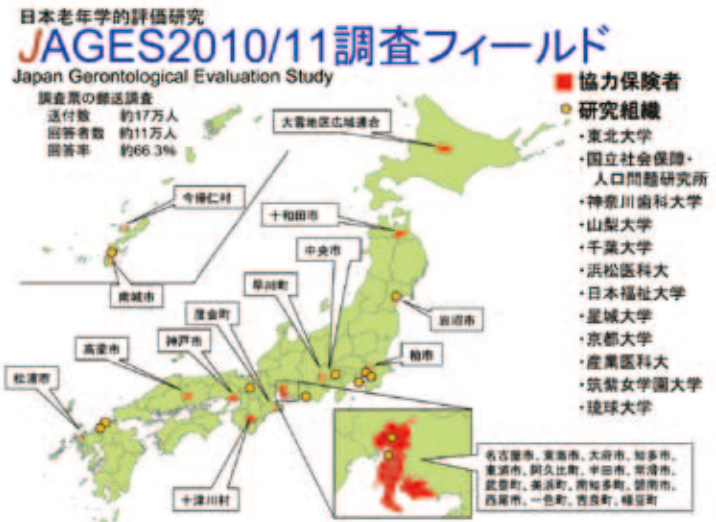 日本老年学的評価研究
JAGES2010/11調査フィールド
Japan Gerontological Evaluation Study
調査票の郵送調査
送付数 約17万人
回答者数 約11万人
回答率 約66.3%
協力保険者
研究組織
・東北大学
・国立社会保障・
人口問題研究所
・神奈川歯科大学
・山梨大学
・千葉大学
・浜松医科大
・日本福祉大学
・星城大学
・京都大学
・産業医科大
・筑紫女学園大学
・琉球大学
大雪地区広域連合
今帰仁村
十和田市
中央市
南城市
早川町
岩沼市
度会町
神戸市
高梁市
柏市
松浦市
十津川村
名古屋市、東海市、大府市、知多市、
東浦市、阿久比町、半田市、常滑市、
武豊町、美浜町、南知多町、碧南市、
西尾市、一色町、吉良町、幡豆町